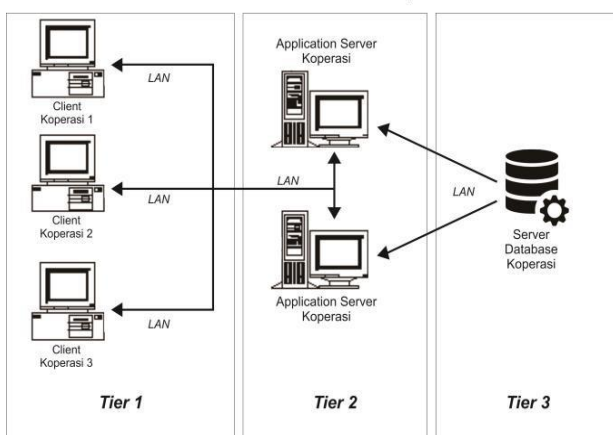 LAN
Client
Koperasi 1
LAN
Client
Koperasi 2
LAN
Client
Koperasi 3
Tier 1
Application Server
Koperasi
LAN
Application Server
Koperasi
Tier 2
LAN
Server
Database
Koperasi
Tier 3